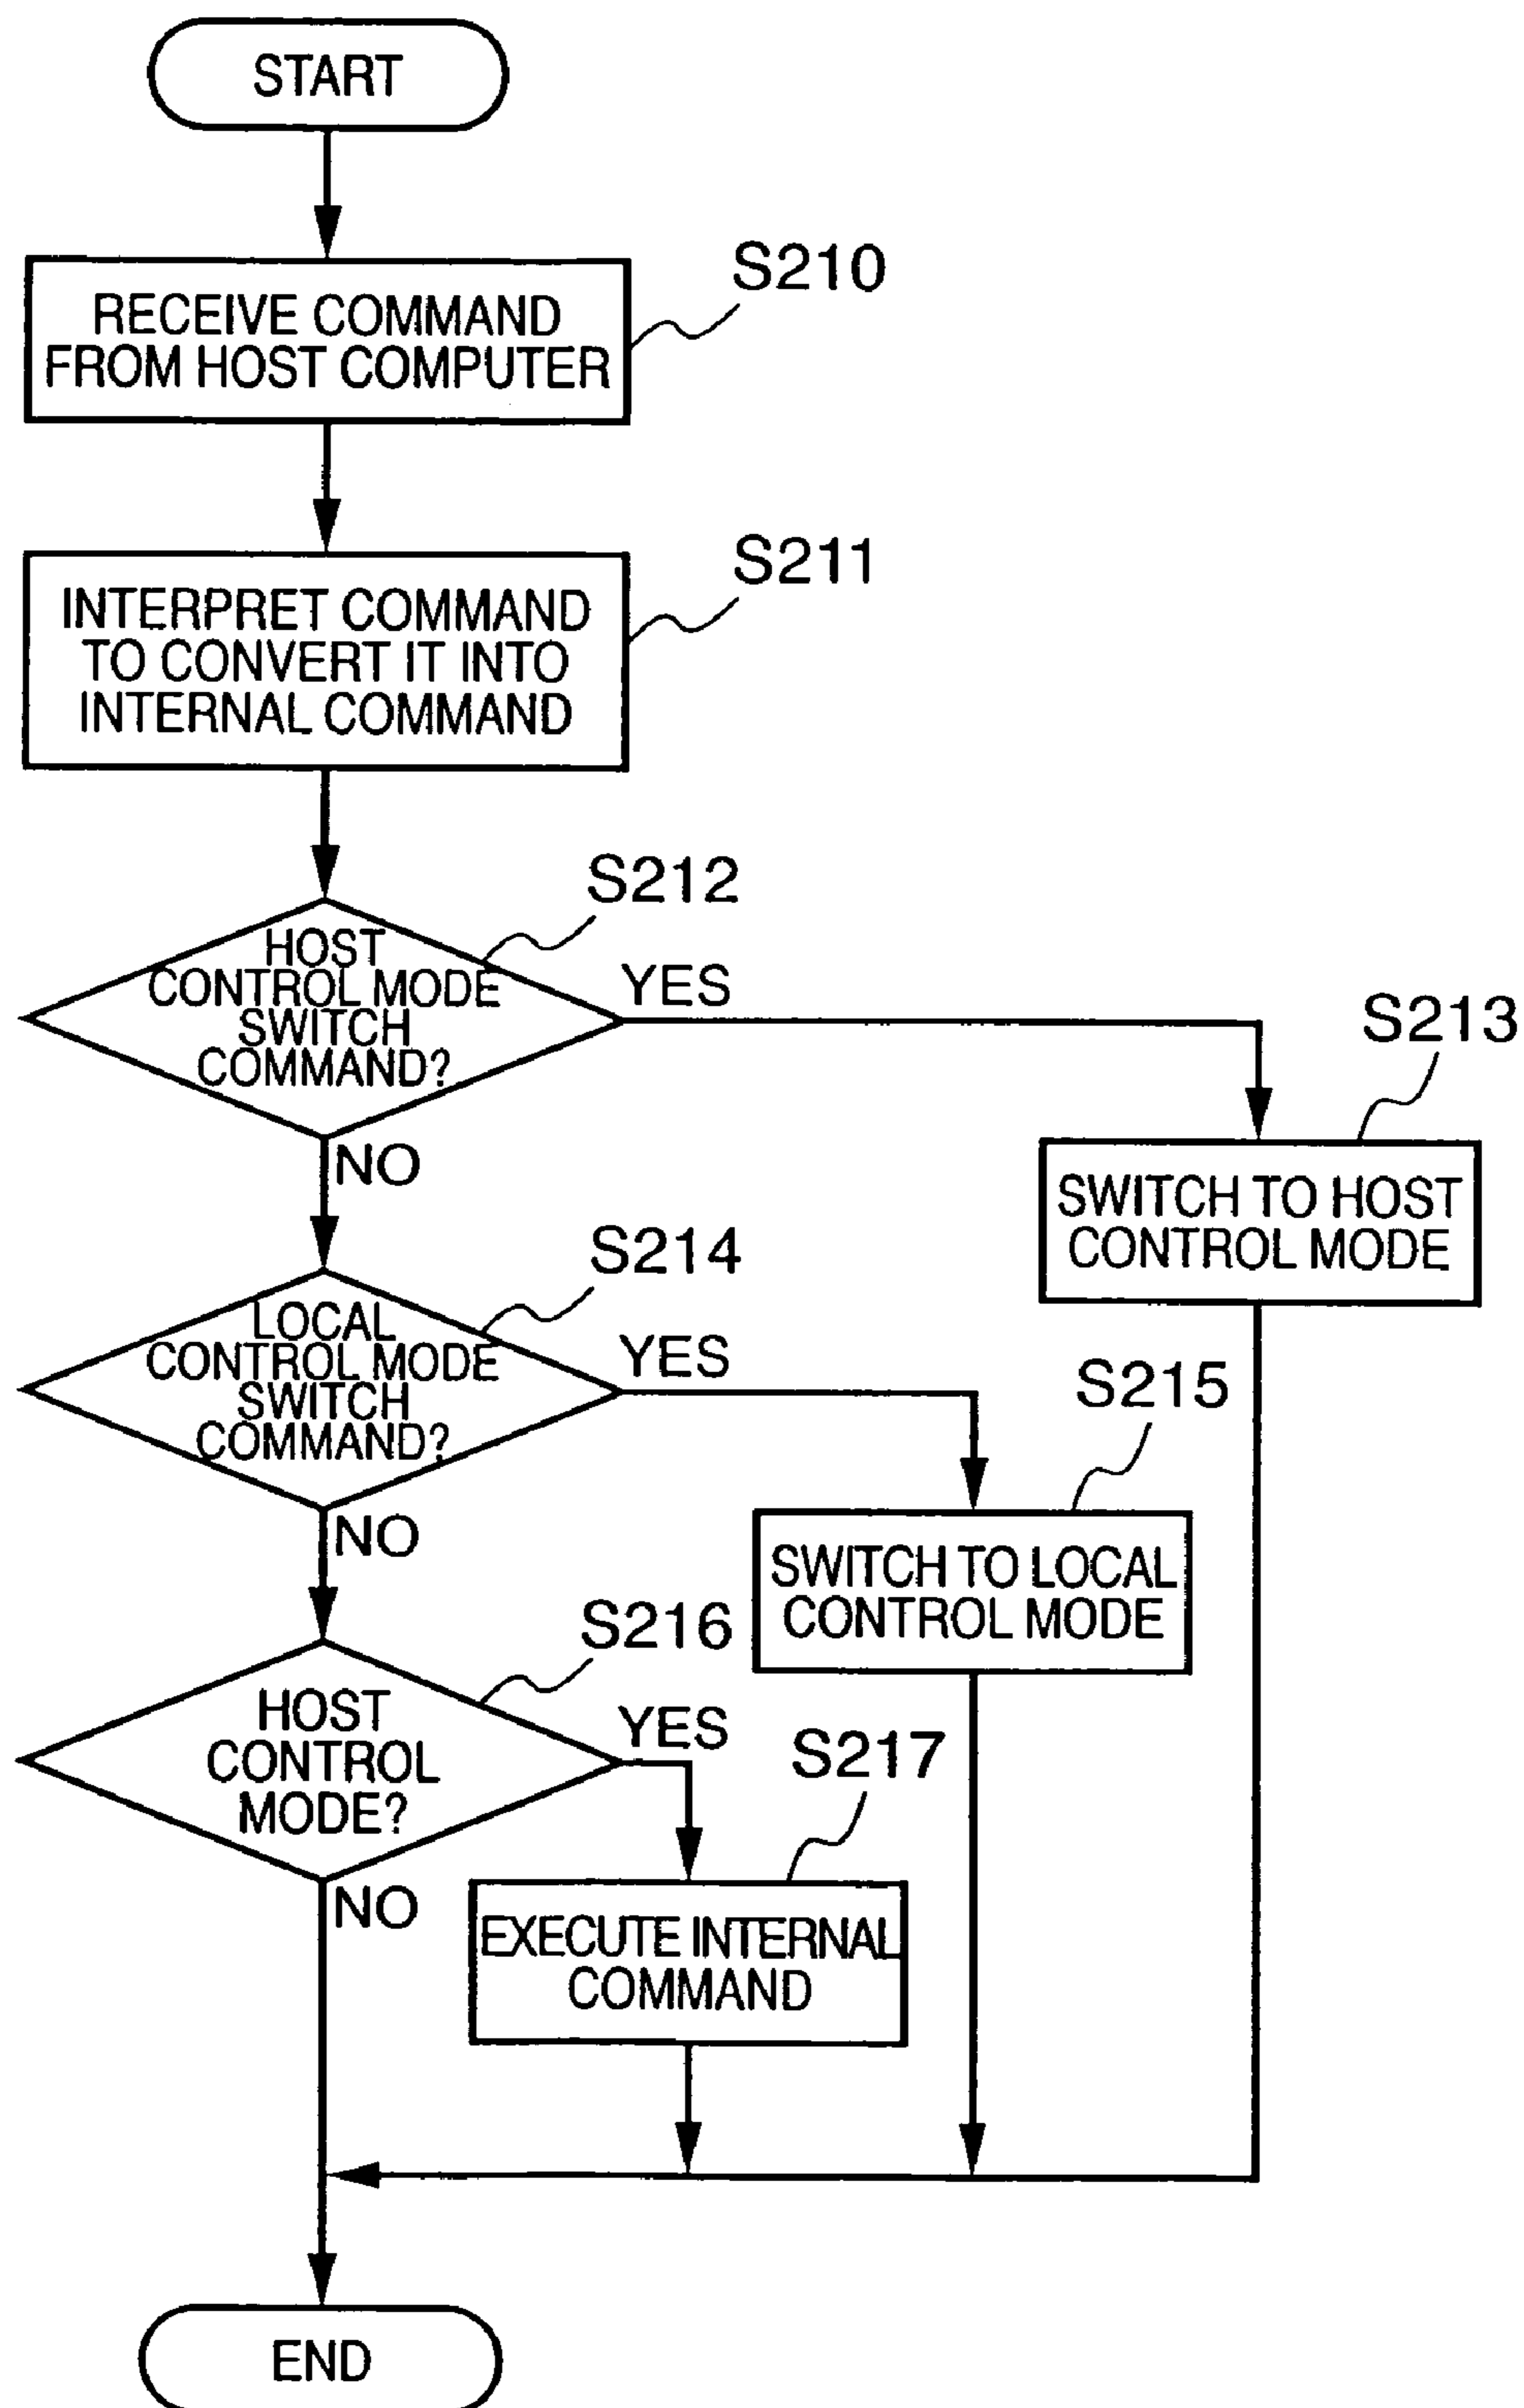 START
S210
RECEIVE COMMAND
FROM HOST COMPUTER
S211
INTERPRET COMMAND
TO CONVERT IT INTO
INTERNAL COMMAND
S212
HOST
CONTROL MODE
SWITCH
COMMAND?
YES
NO
S213
SWITCH TO HOST
CONTROL MODE
S214
LOCAL
CONTROL MODE
SWITCH
COMMAND?
YES
NO
S215
SWITCH TO LOCAL
CONTROL MODE
S216
HOST
CONTROL
MODE?
YES
NO
S217
EXECUTE INTERNAL
COMMAND
END